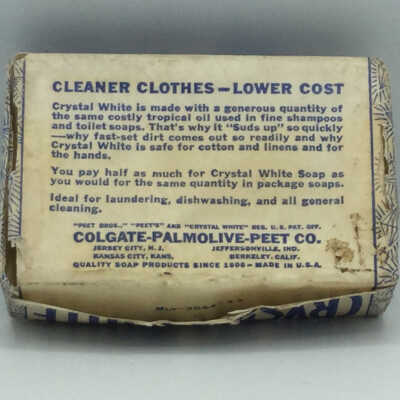 CLEANER CLOTHES—LOWER COST
Crystal White is made with a generous quantity of
the same costly tropical oil used in fine shampoos
and toilet soaps. That's why it "Suds up" so quickly
—why fast-set dirt comes out so readily and why
Crystal White is safe for cotton and linens and for
the hands.
You pay half as much for Crystal White Soap as
you would for the same quantity in package soaps.
Ideal for laundering, dishwashing, and all general
cleaning.
"PEET BROS.," "PEET'S" AND "CRYSTAL WHITE" REG. U. S. PAT. OFF.
COLGATE-PALMOLIVE-PEET CO.
JERSEY CITY, N. J. JEFFERSONVILLE, IND.
KANSAS CITY, KANS. BERKELEY, CALIF.
QUALITY SOAP PRODUCTS SINCE 1806—MADE IN U.S.A.